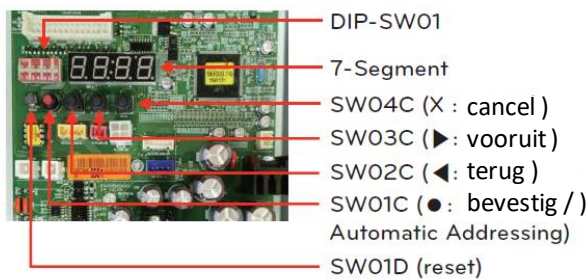 DIP-SW01
7-Segment
SW04C (X : cancel )
SW03C (▶: vooruit )
SW02C (◀: terug )
SW01C (●: bevestig / )
Automatic Addressing)
SW01D (reset)